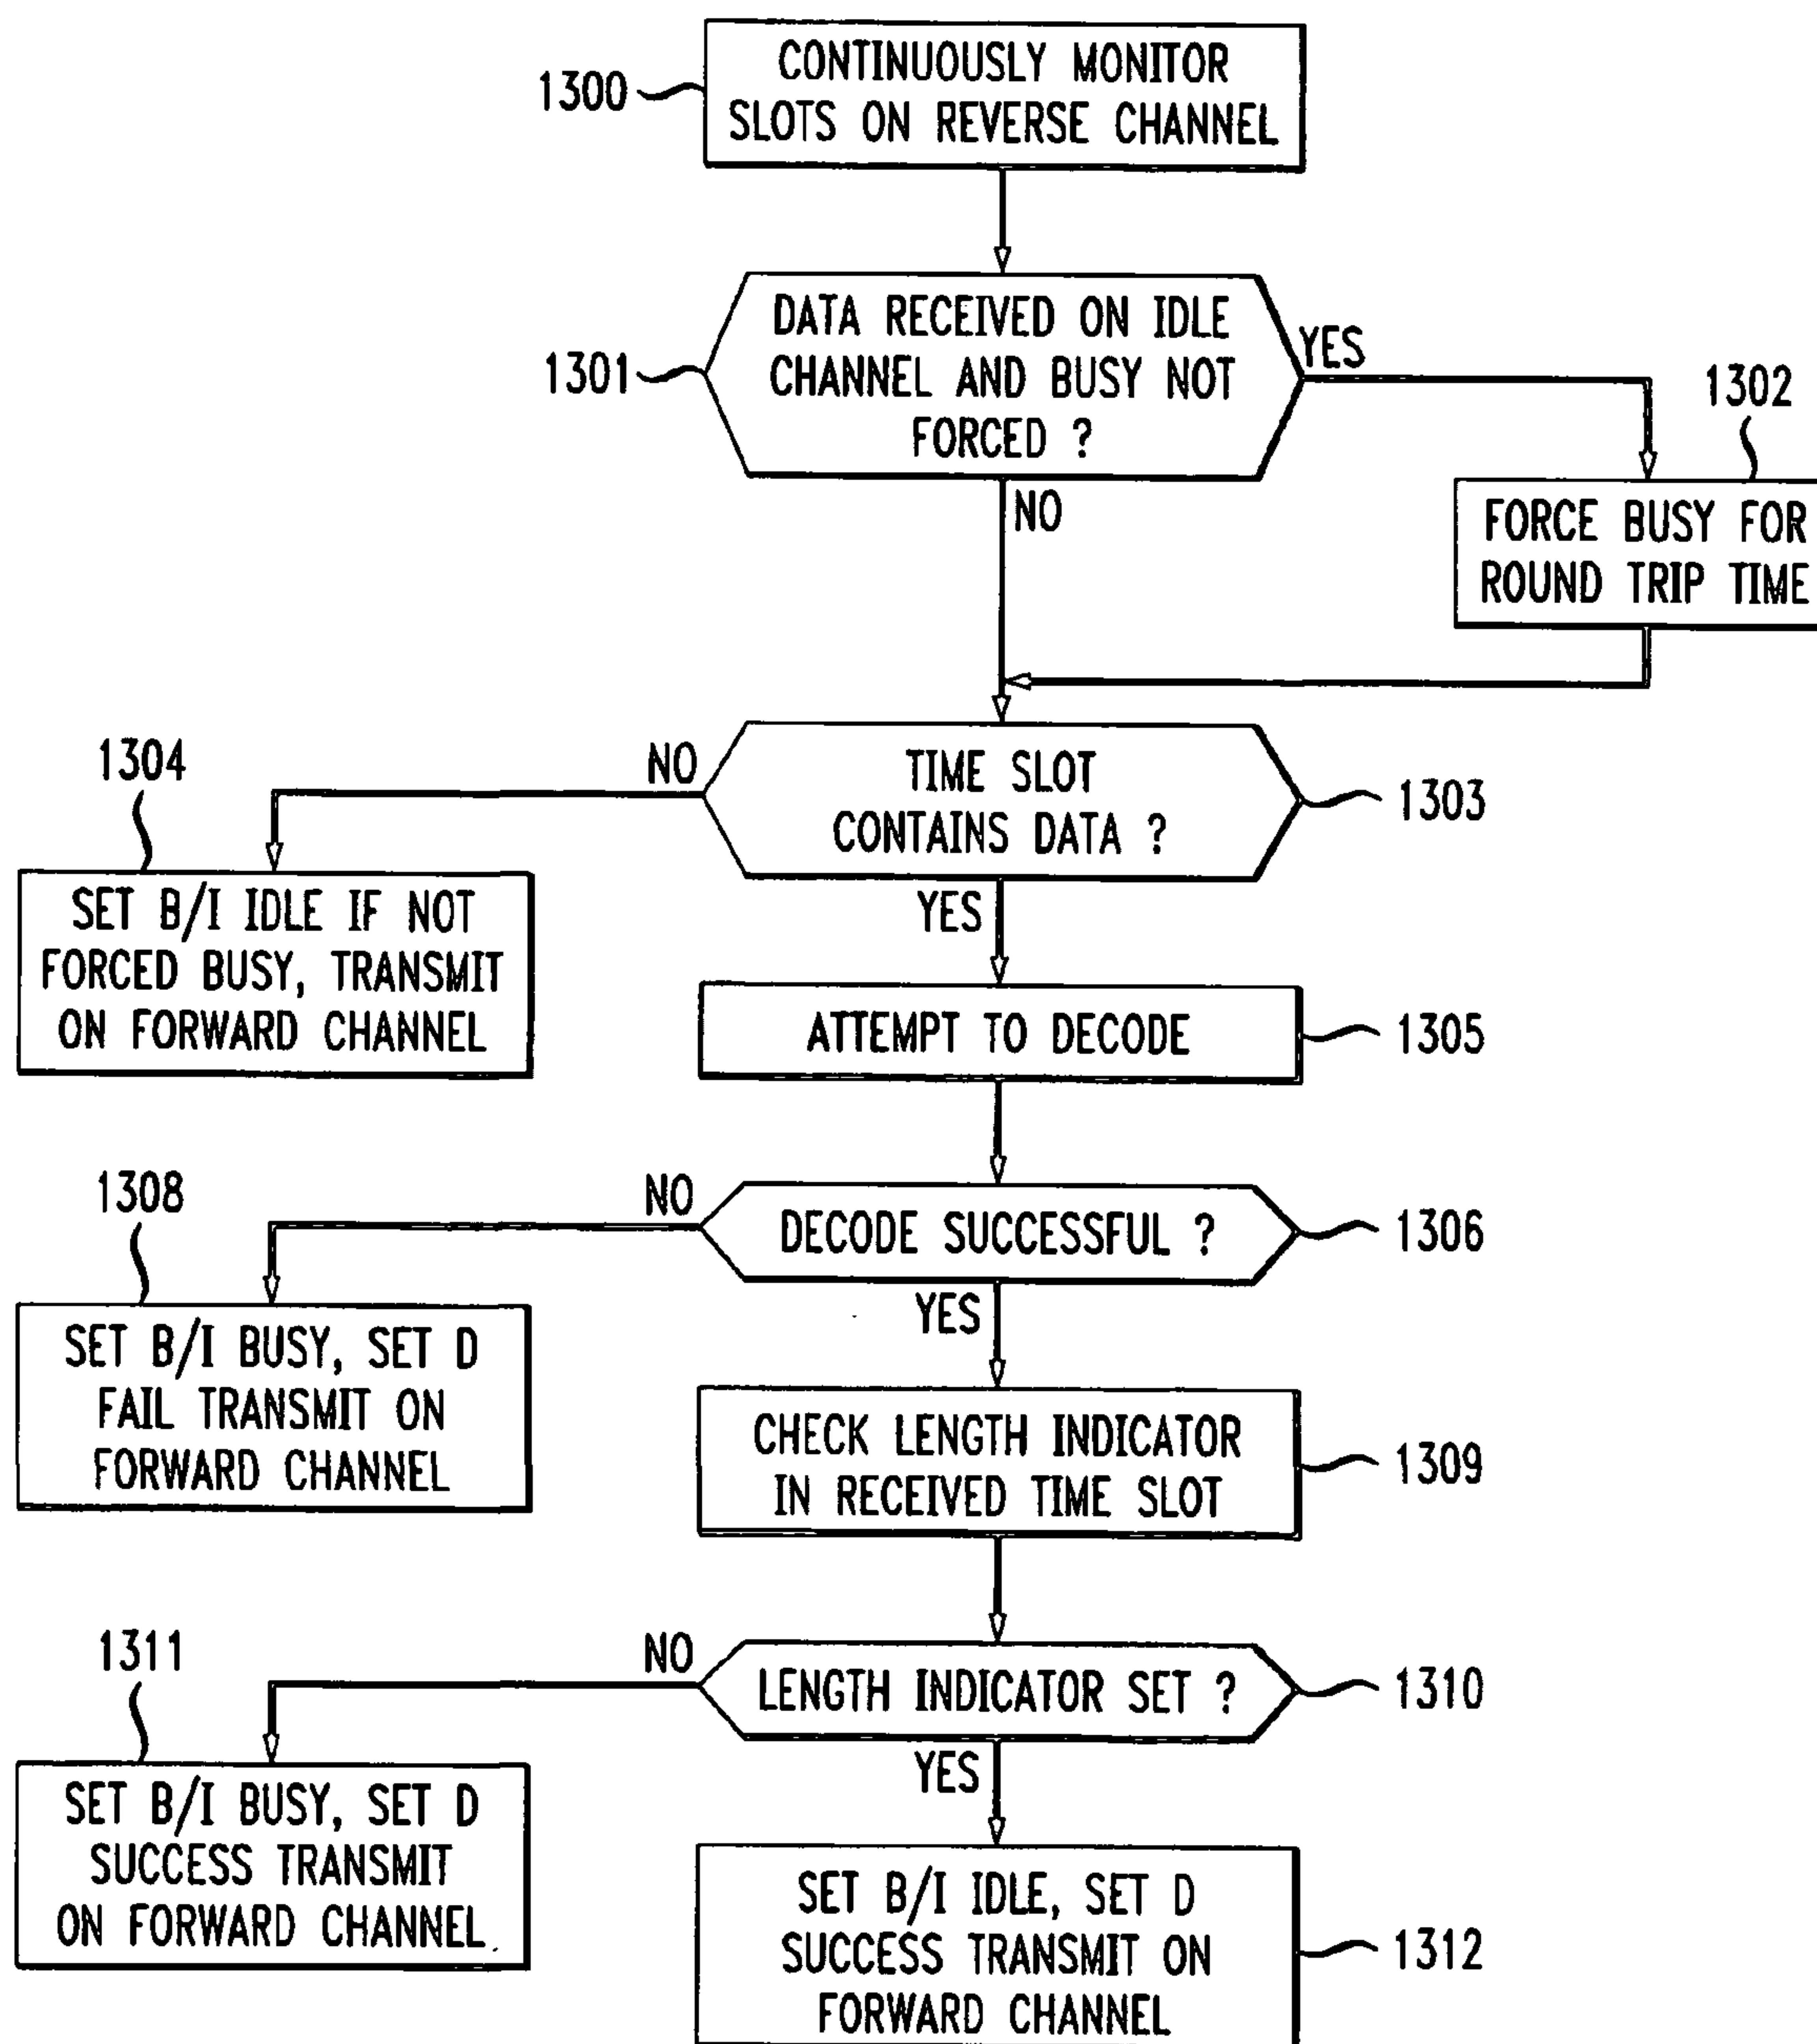 1300
CONTINUOUSLY MONITOR
SLOTS ON REVERSE CHANNEL
1301
DATA RECEIVED ON IDLE
CHANNEL AND BUSY NOT
FORCED ?
YES
NO
1302
FORCE BUSY FOR
ROUND TRIP TIME
1303
TIME SLOT
CONTAINS DATA ?
NO
YES
1304
SET B/I IDLE IF NOT
FORCED BUSY, TRANSMIT
ON FORWARD CHANNEL
ATTEMPT TO DECODE
1305
DECODE SUCCESSFUL ?
1306
NO
YES
1308
SET B/I BUSY, SET D
FAIL TRANSMIT ON
FORWARD CHANNEL
CHECK LENGTH INDICATOR
IN RECEIVED TIME SLOT
1309
LENGTH INDICATOR SET ?
1310
NO
YES
1311
SET B/I BUSY, SET D
SUCCESS TRANSMIT
ON FORWARD CHANNEL
SET B/I IDLE, SET D
SUCCESS TRANSMIT ON
FORWARD CHANNEL
1312